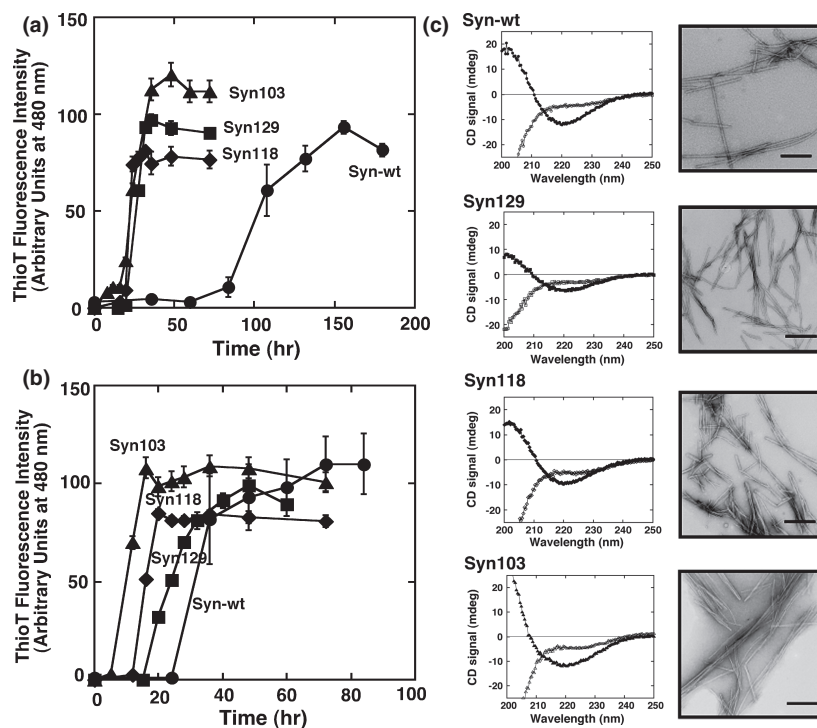 (a)
ThioT Fluorescence Intensity
(Arbitrary Units at 480 nm)
150
100
50
0
0
50
100
150
200
Time (hr)
Syn103
Syn129
Syn118
Syn-wt
(b)
ThioT Fluorescence Intensity
(Arbitrary Units at 480 nm)
150
100
50
0
0
20
40
60
80
100
Time (hr)
Syn103
Syn118
Syn129
Syn-wt
(c)
Syn-wt
CD signal (mdeg)
20
10
0
-10
-20
200 210 220 230 240 250
Wavelength (nm)
Syn129
CD signal (mdeg)
20
10
0
-10
-20
200 210 220 230 240 250
Wavelength (nm)
Syn118
CD signal (mdeg)
20
10
0
-10
-20
200 210 220 230 240 250
Wavelength (nm)
Syn103
CD signal (mdeg)
20
10
0
-10
-20
200 210 220 230 240 250
Wavelength (nm)